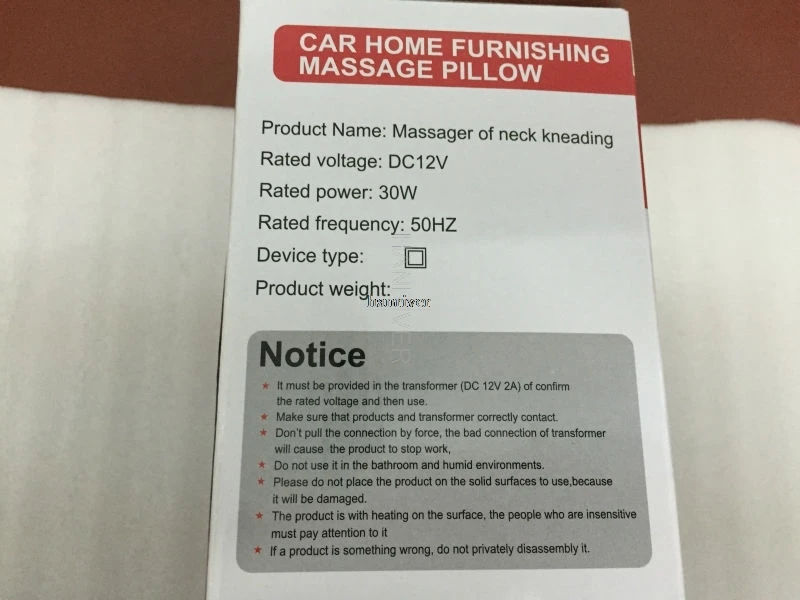 CAR HOME FURNISHING
MASSAGE PILLOW
Product Name: Massager of neck kneading
Rated voltage: DC12V
Rated power: 30W
Rated frequency: 50HZ
Device type:
Product weight:
Notice
★ It must be provided in the transformer (DC 12V 2A) of confirm
the rated voltage and then use.
★ Make sure that products and transformer correctly contact.
★ Don't pull the connection by force, the bad connection of transformer
will cause the product to stop work,
★ Do not use it in the bathroom and humid environments.
★ Please do not place the product on the solid surfaces to use,because
it will be damaged.
★ The product is with heating on the surface, the people who are insensitive
must pay attention to it
★ If a product is something wrong, do not privately disassembly it.